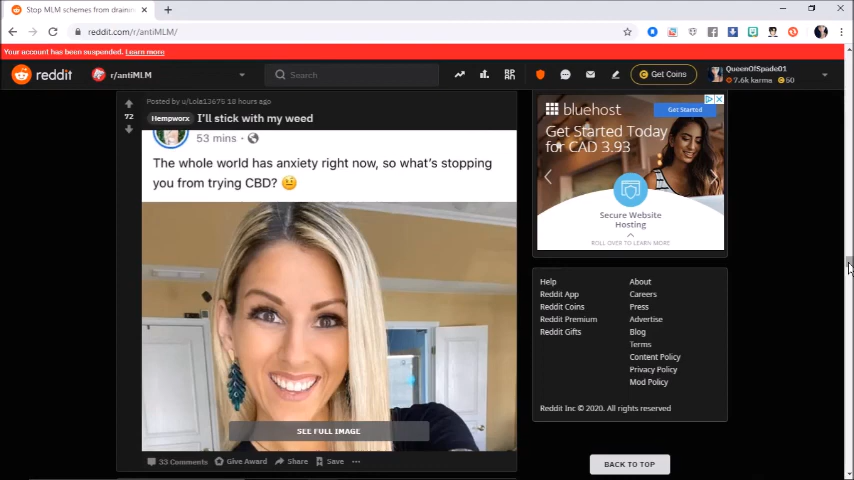 Stop MLM schemes from drainin
reddit.com/r/antiMLM/
Your account has been suspended. Learn more
reddit
r/antiMLM
Search
Get Coins
QueenOfSpade01
7.6k karma
50
Posted by u/Lola13675 18 hours ago
72
Hempworx
I'll stick with my weed
53 mins
The whole world has anxiety right now, so what's stopping
you from trying CBD? 😉
SEE FULL IMAGE
33 Comments
Give Award
Share
Save
bluehost
Get Started
Get Started Today
for CAD 3.93
Secure Website
Hosting
ROLL OVER TO LEARN MORE
Help
About
Reddit App
Careers
Reddit Coins
Press
Reddit Premium
Advertise
Reddit Gifts
Blog
Terms
Content Policy
Privacy Policy
Mod Policy
Reddit Inc © 2020. All rights reserved
BACK TO TOP